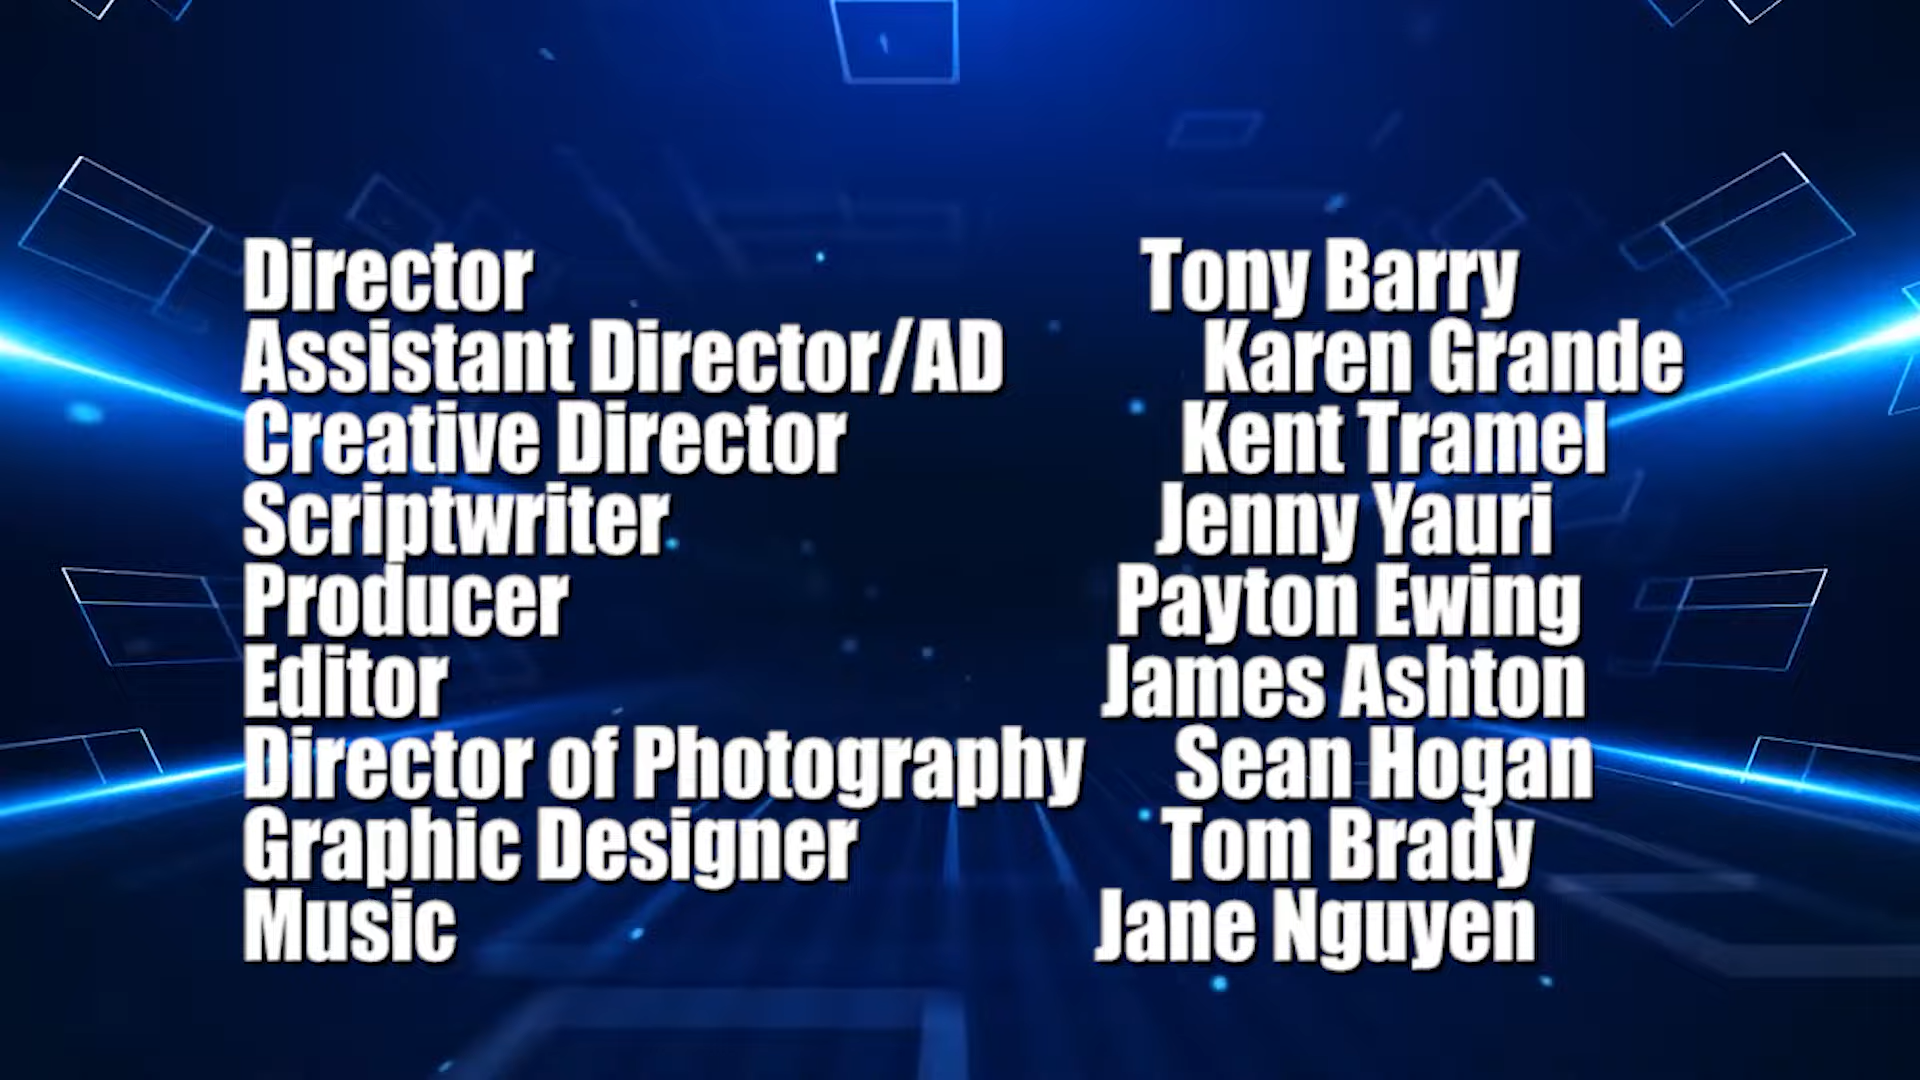 Director Tony Barry
Assistant Director/AD Karen Grande
Creative Director Kent Tramel
Scriptwriter Jenny Yauri
Producer Payton Ewing
Editor James Ashton
Director of Photography Sean Hogan
Graphic Designer Tom Brady
Music Jane Nguyen